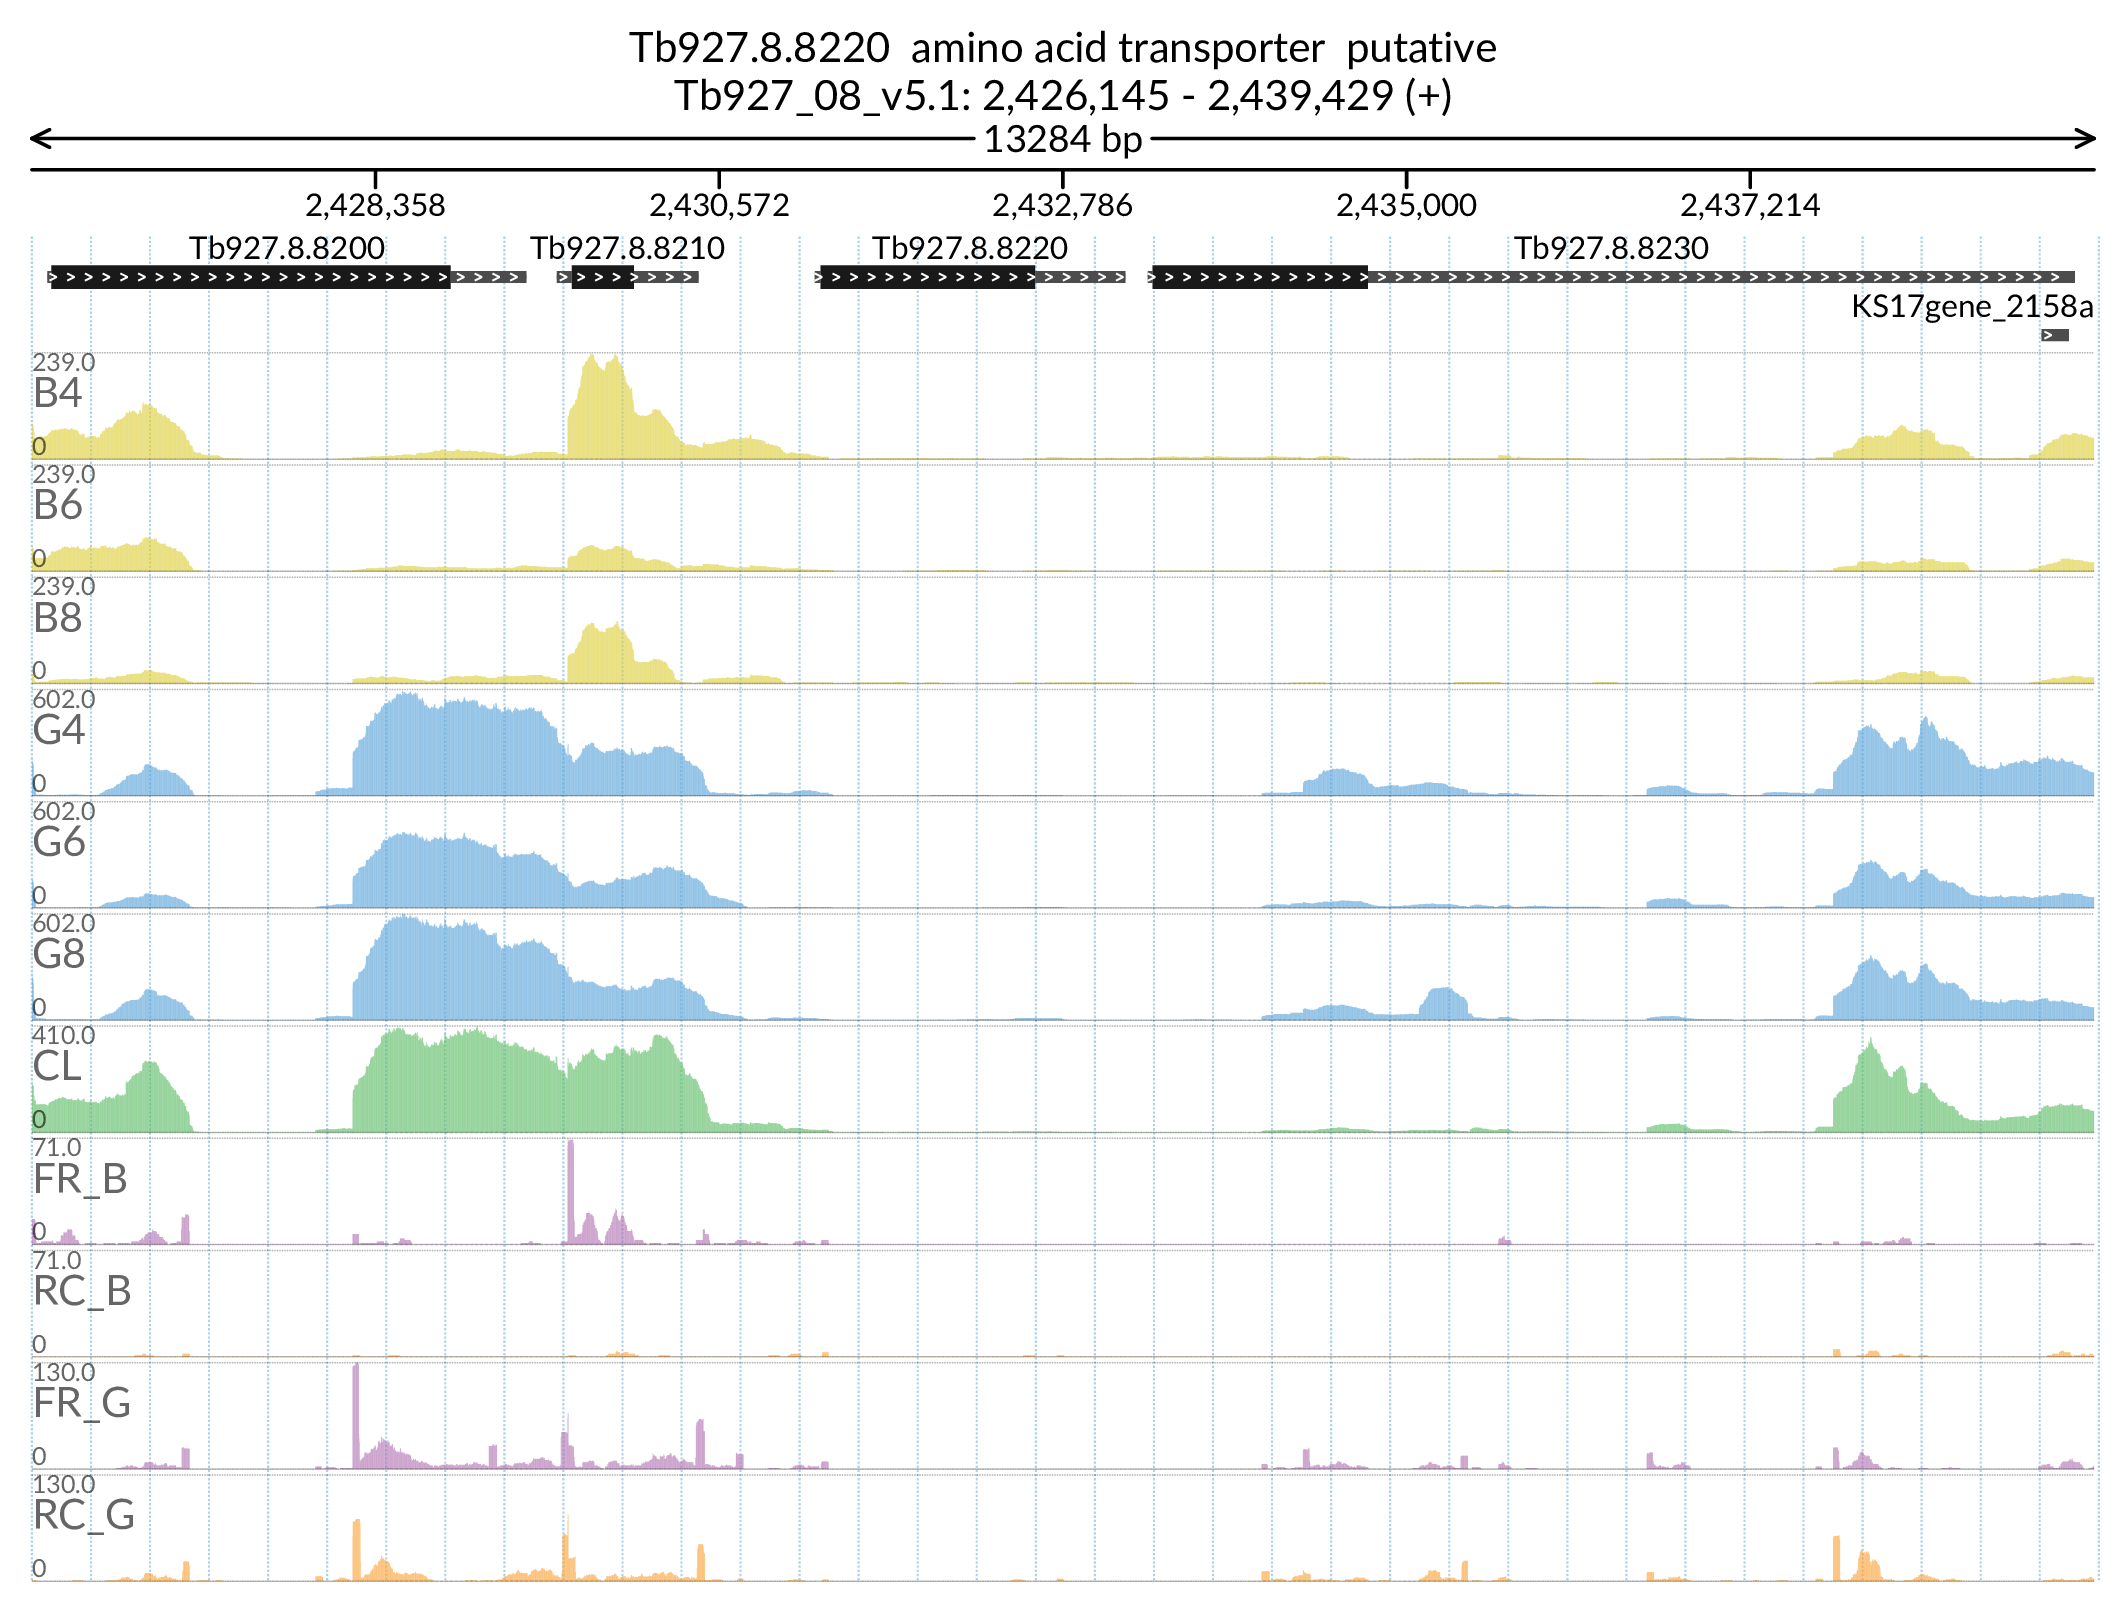 Tb927.8.8220 amino acid transporter putative
Tb927_08_v5.1: 2,426,145 - 2,439,429 (+)
13284 bp
2,428,358 2,430,572 2,432,786 2,435,000 2,437,214
Tb927.8.8200 Tb927.8.8210 Tb927.8.8220 Tb927.8.8230
KS17gene_2158a
239.0
B4
0
239.0
B6
0
239.0
B8
0
602.0
G4
0
602.0
G6
0
602.0
G8
0
410.0
CL
0
71.0
FR_B
0
71.0
RC_B
0
130.0
FR_G
0
130.0
RC_G
0